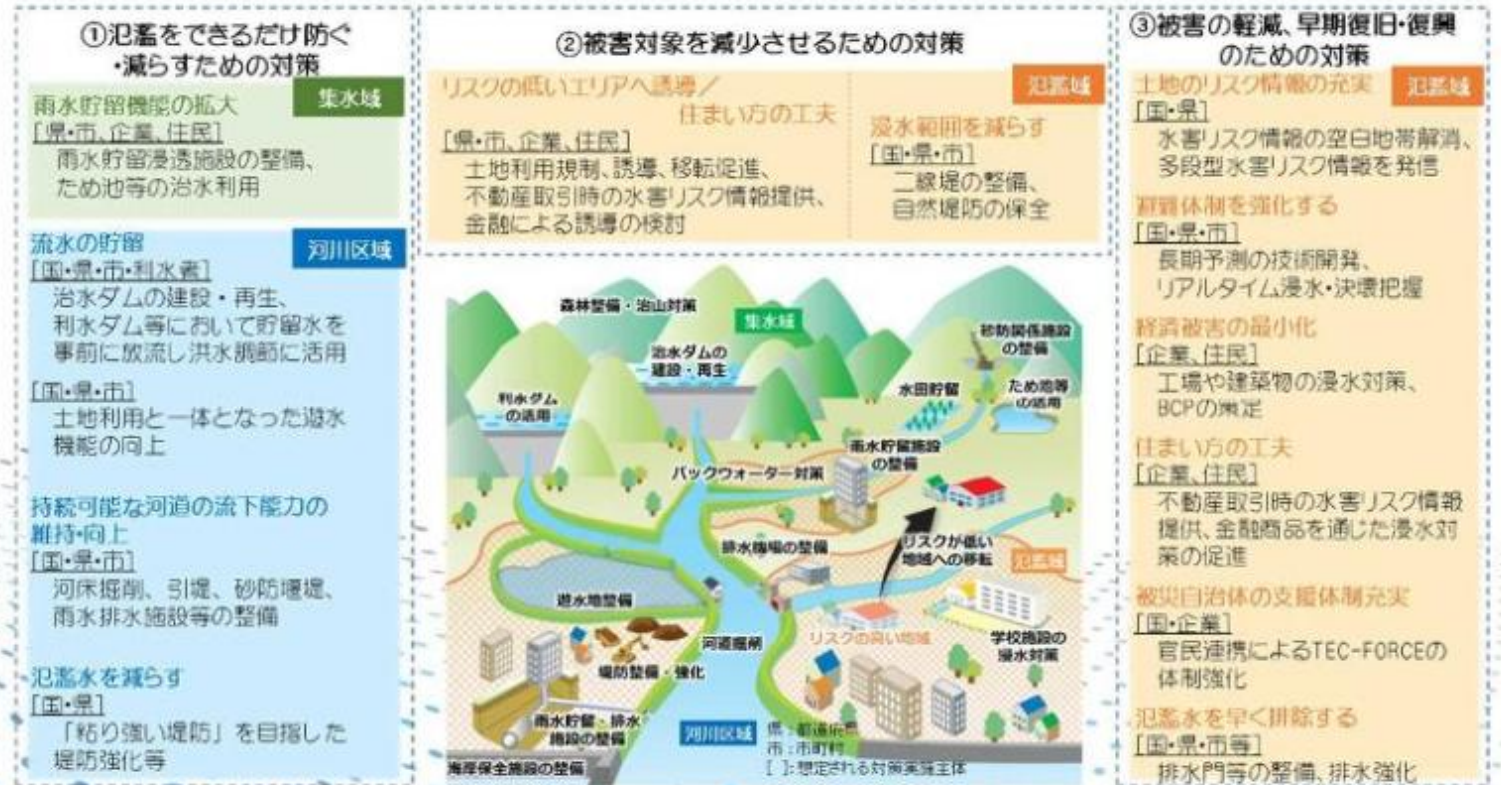 ①氾濫をできるだけ防ぐ
・減らすための対策
集水域
雨水貯留機能の拡大
[県・市、企業、住民]
雨水貯留浸透施設の整備、
ため池等の治水利用
河川区域
流水の貯留
[国・県・市・利水者]
治水ダムの建設・再生、
利水ダム等において貯留水を
事前に放流し洪水調節に活用
[国・県・市]
土地利用と一体となった遊水
機能の向上
持続可能な河道の流下能力の
維持・向上
[国・県・市]
河床掘削、引堤、砂防堰堤、
雨水排水施設等の整備
氾濫水を減らす
[国・県]
「粘り強い堤防」を目指した
堤防強化等
②被害対象を減少させるための対策
リスクの低いエリアへ誘導／
住まい方の工夫
[県・市、企業、住民]
土地利用規制、誘導、移転促進、
不動産取引時の水害リスク情報提供、
金融による誘導の検討
氾濫域
浸水範囲を減らす
[国・県・市]
二線堤の整備、
自然堤防の保全
森林整備・治山対策
集水域
砂防関係施設
の整備
治水ダムの
建設・再生
水田貯留
ため池等
の活用
利水ダム
の活用
雨水貯留施設
の整備
バックウォーター対策
排水機場の整備
リスクが低い
地域への移転
氾濫域
遊水地整備
リスクの高い地域
学校施設の
浸水対策
河道掘削
堤防整備・強化
雨水貯留・排水
施設の整備
河川区域
海岸保全施設の整備
県：都道府県
市：市町村
[ ]：想定される対策実施主体
③被害の軽減、早期復旧・復興
のための対策
土地のリスク情報の充実
氾濫域
[国・県]
水害リスク情報の空白地帯解消、
多段型水害リスク情報を発信
避難体制を強化する
[国・県・市]
長期予測の技術開発、
リアルタイム浸水・決壊把握
経済被害の最小化
[企業、住民]
工場や建築物の浸水対策、
BCPの策定
住まい方の工夫
[企業、住民]
不動産取引時の水害リスク情報
提供、金融商品を通じた浸水対
策の促進
被災自治体の支援体制充実
[国・企業]
官民連携によるTEC-FORCEの
体制強化
氾濫水を早く排除する
[国・県・市等]
排水門等の整備、排水強化